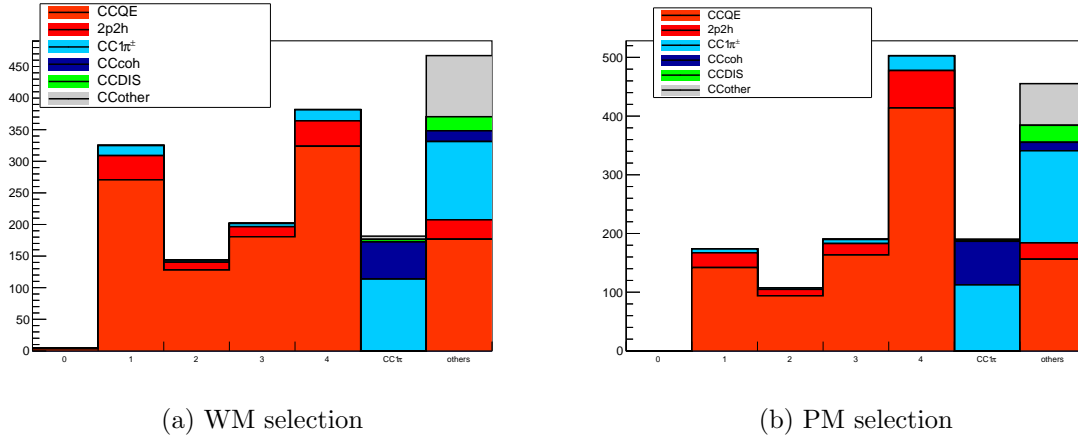 CCQE
2p2h
CC1π±
CCcoh
CCDIS
CCother
450
400
350
300
250
200
150
100
50
0
0 1 2 3 4 CC1π others
(a) WM selection
CCQE
2p2h
CC1π±
CCcoh
CCDIS
CCother
500
400
300
200
100
0
0 1 2 3 4 CC1π others
(b) PM selection